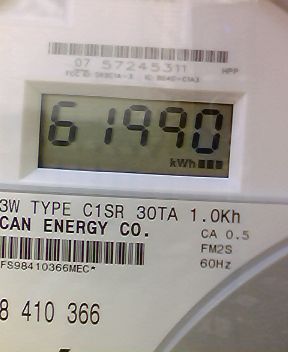 07 57245311 HPP
61990
kWh
3W TYPE C1SR 30TA 1.0Kh
CAN ENERGY CO.
CA 0.5
FM2S
60Hz
FS98410366MEC*
8 410 366